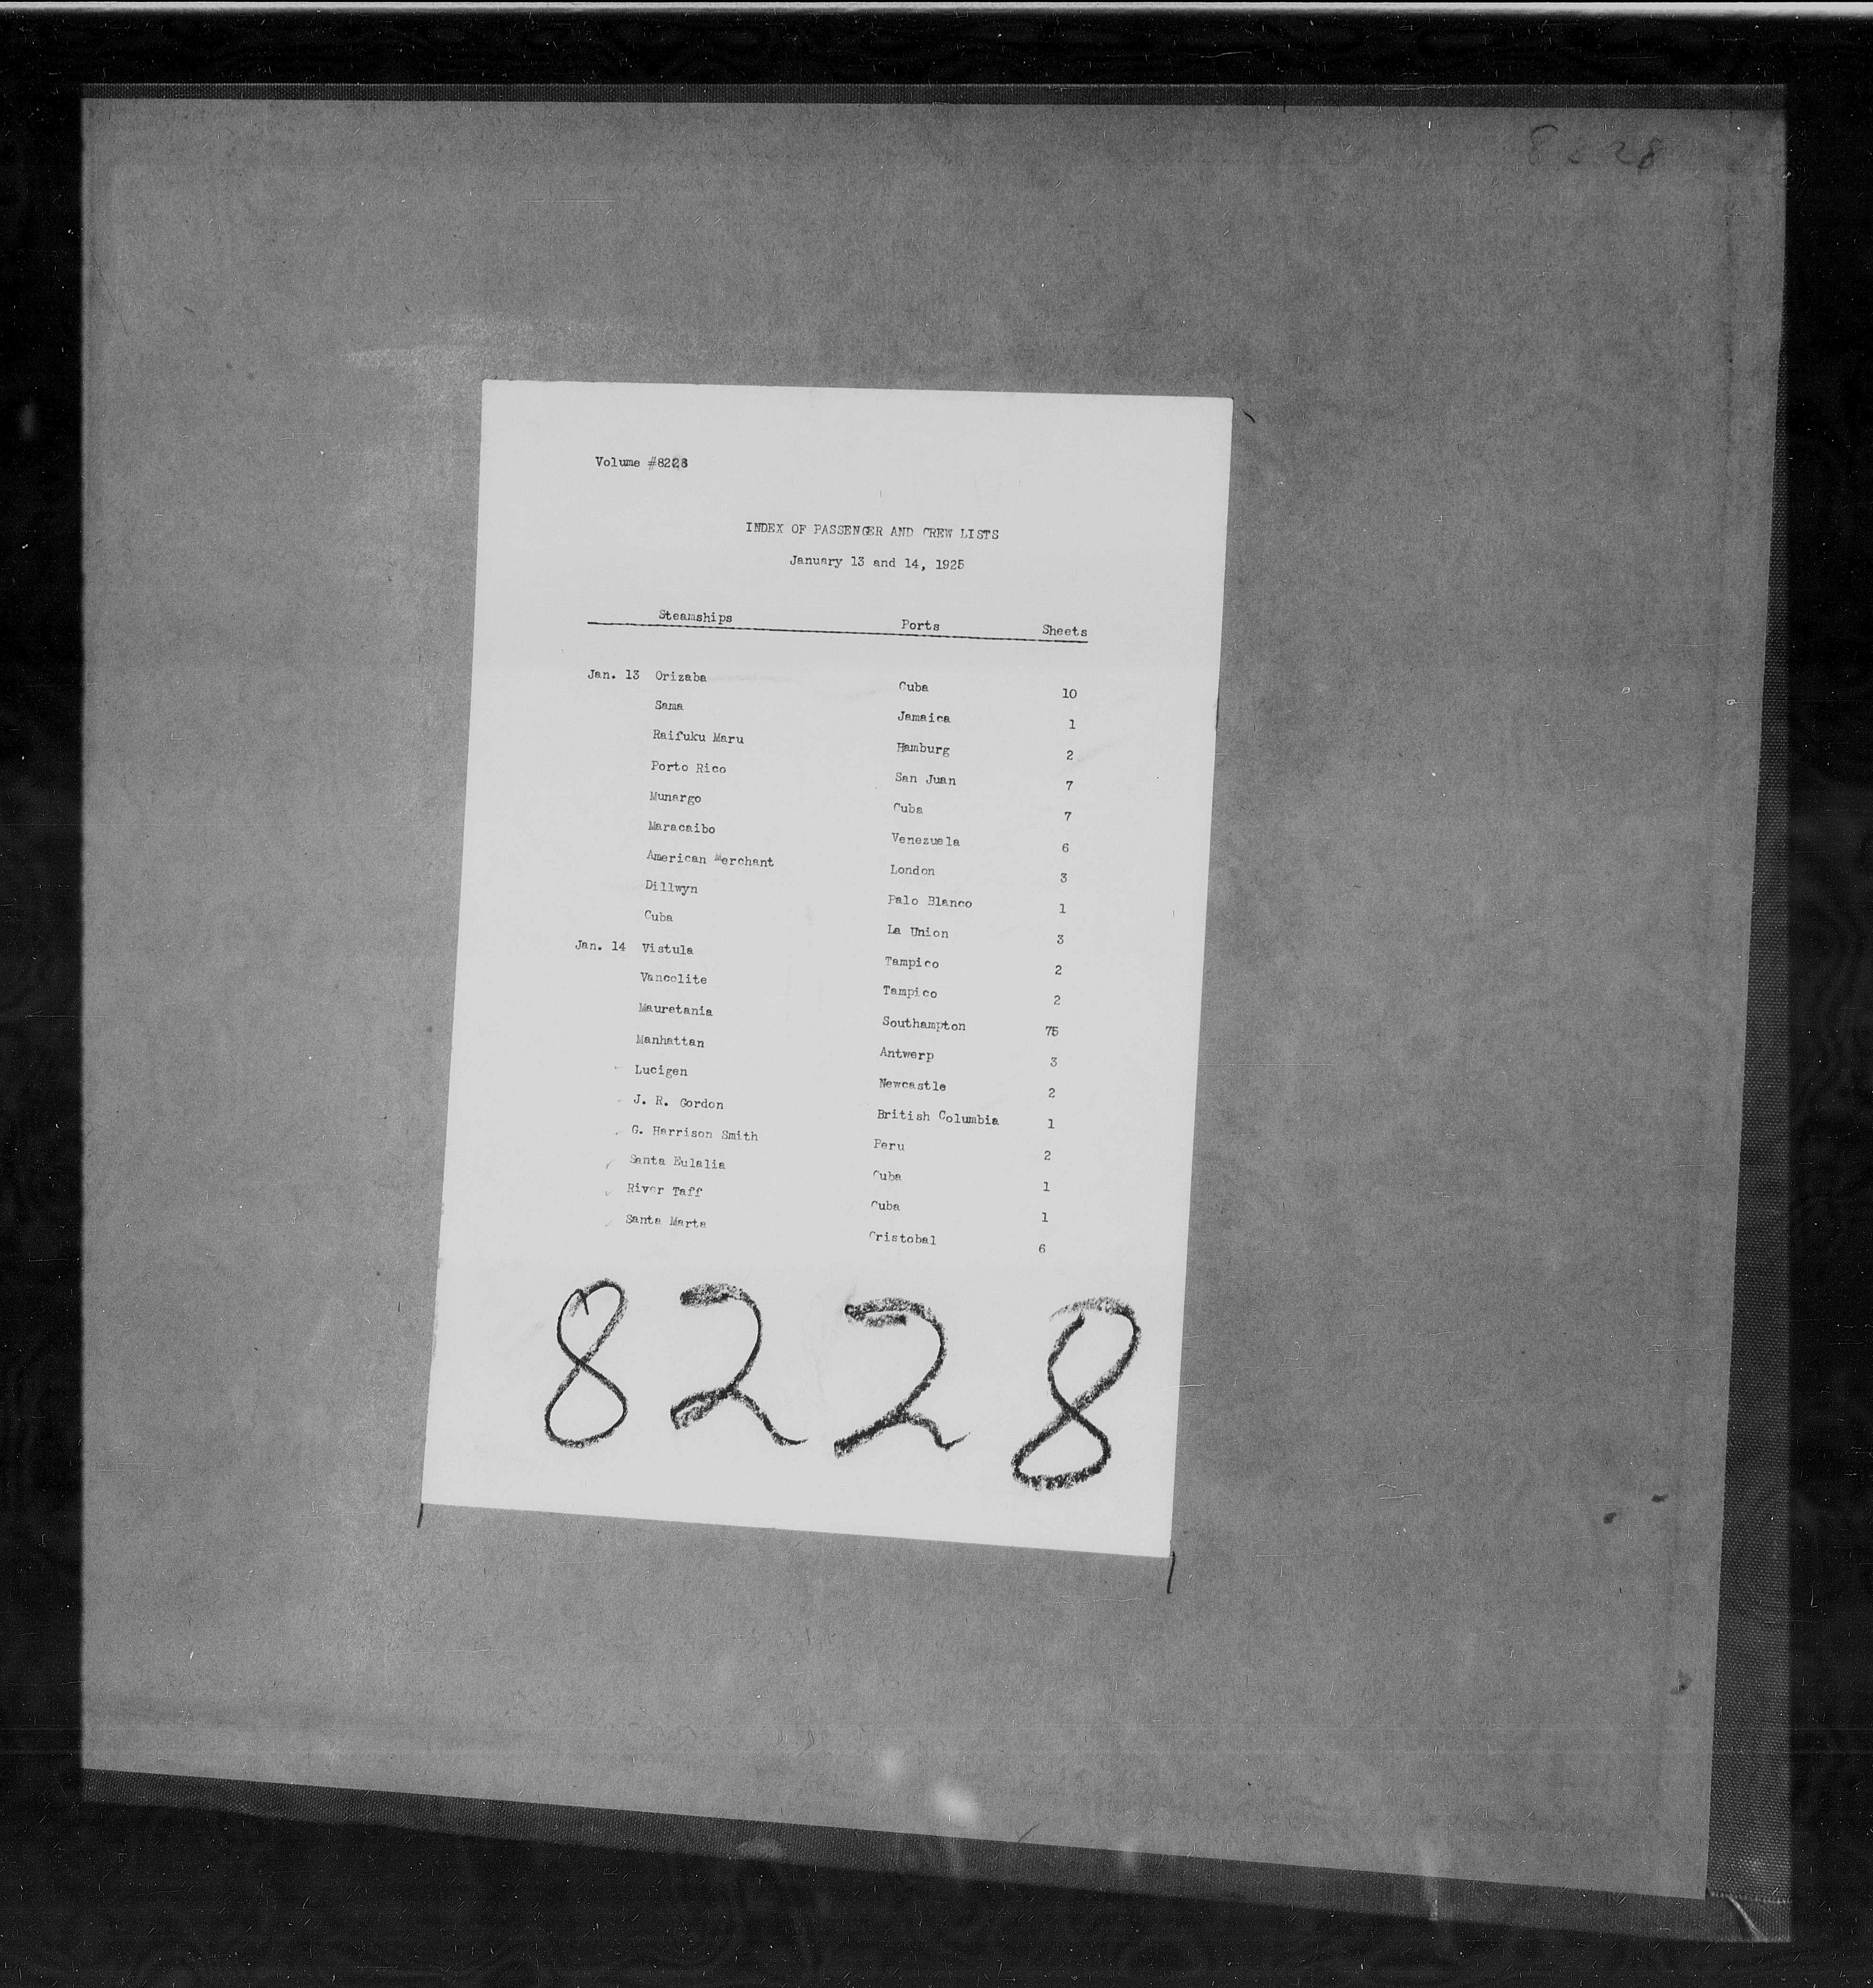 8228
Volume #8228
INDEX OF PASSENGER AND CREW LISTS
January 13 and 14, 1925
Steamships Ports Sheets
Jan. 13 Orizaba Cuba 10
Sama Jamaica 1
Raifuku Maru Hamburg 2
Porto Rico San Juan 7
Munargo Cuba 7
Maracaibo Venezuela 6
American Merchant London 3
Dillwyn Palo Blanco 1
Cuba La Union 3
Jan. 14 Vistula Tampico 2
Vancolite Tampico 2
Mauretania Southampton 75
Manhattan Antwerp 3
Lucigen Newcastle 2
J. R. Gordon British Columbia 1
G. Harrison Smith Peru 2
Santa Eulalia Cuba 1
River Taff Cuba 1
Santa Marta Cristobal 6
8228